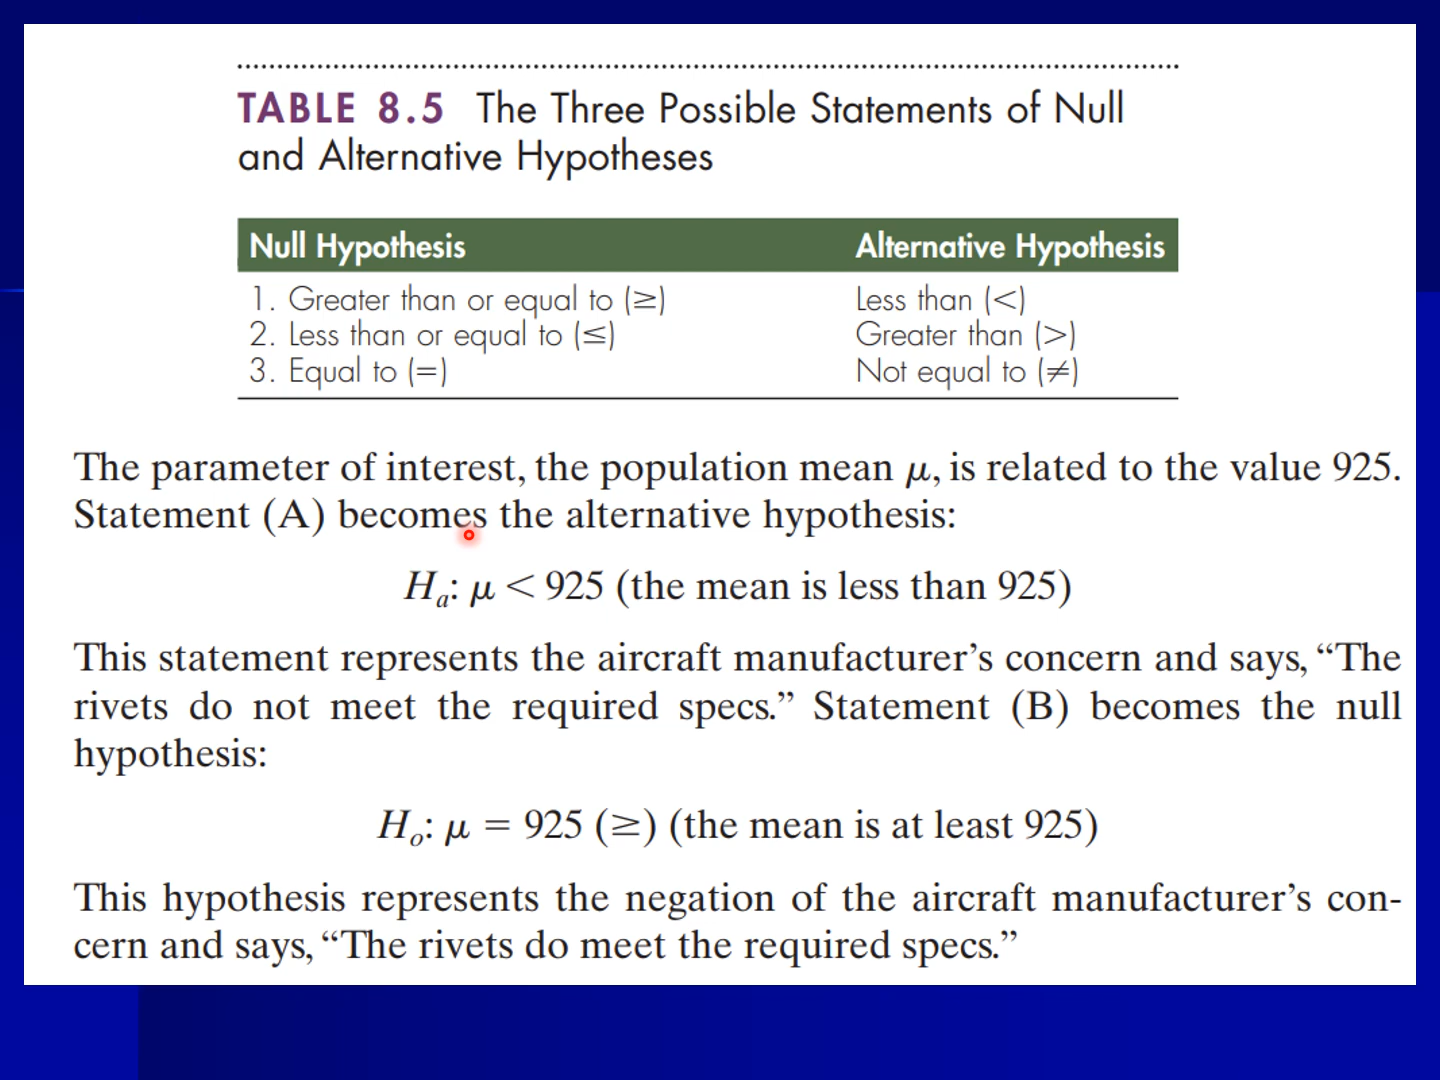 TABLE 8.5 The Three Possible Statements of Null
and Alternative Hypotheses
Null Hypothesis Alternative Hypothesis
1. Greater than or equal to (≥) Less than (<)
2. Less than or equal to (≤) Greater than (>)
3. Equal to (=) Not equal to (≠)
The parameter of interest, the population mean μ, is related to the value 925.
Statement (A) becomes the alternative hypothesis:
Hₐ: μ < 925 (the mean is less than 925)
This statement represents the aircraft manufacturer’s concern and says, “The
rivets do not meet the required specs.” Statement (B) becomes the null
hypothesis:
Hₒ: μ = 925 (≥) (the mean is at least 925)
This hypothesis represents the negation of the aircraft manufacturer’s con-
cern and says, “The rivets do meet the required specs.”